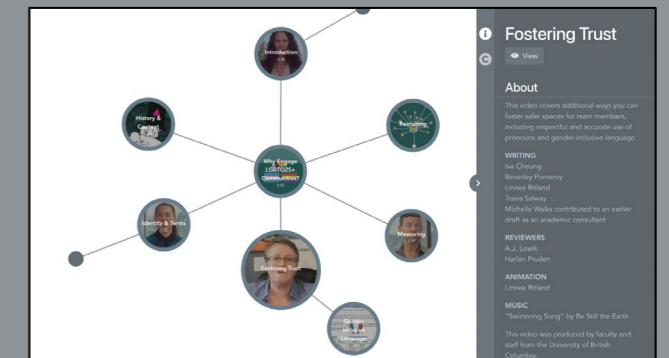 Introduction
History &
Context
Recruiting
Why Engage
LGBTQ2S+
Communities?
Identity & Terms
Measuring
Fostering Trust
Gender
Inclusive
Language
Fostering Trust
View
About
This video covers additional ways you can
foster safer spaces for team members,
including respectful and accurate use of
pronouns and gender-inclusive language.
WRITING
Iva Cheung
Beverley Pomeroy
Linnea Ritland
Travis Salway
Michelle Walks contributed to an earlier
draft as an academic consultant
REVIEWERS
A.J. Lowik
Harlan Pruden
ANIMATION
Linnea Ritland
MUSIC
"Swimming Song" by Be Still the Earth
This video was produced by faculty and
staff from the University of British
Columbia.